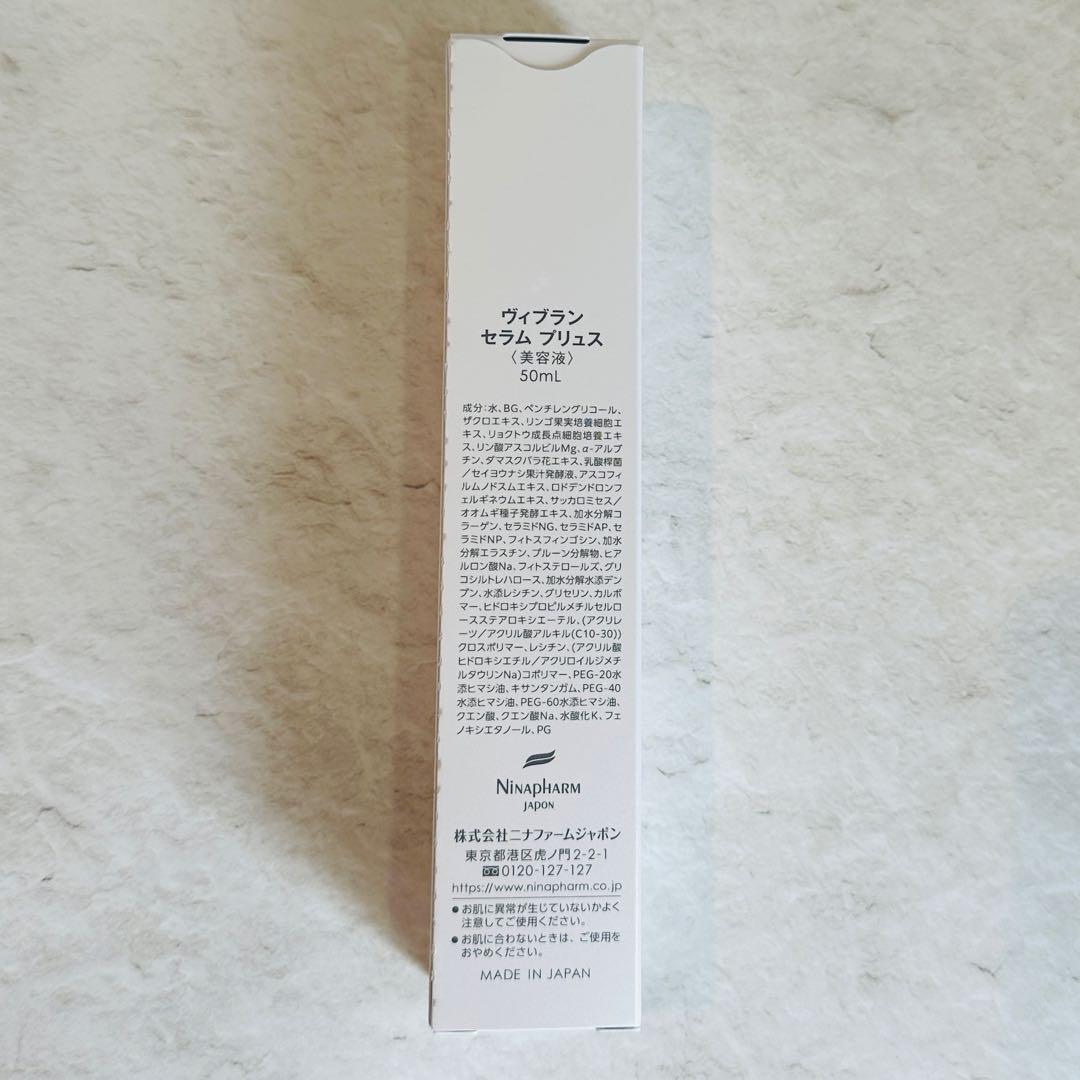 ヴィブラン
セラム プリュス
〈美容液〉
50mL
成分:水、BG、ペンチレングリコール、
ザクロエキス、リンゴ果実培養細胞エ
キス、リョクトウ成長点細胞培養エキ
ス、リン酸アスコルビルMg、α-アルブ
チン、ダマスクバラ花エキス、乳酸桿菌
/セイヨウナシ果汁発酵液、アスコフィ
ルムノドスムエキス、ロドデンドロンフ
ェルギネウムエキス、サッカロミセス/
オオムギ種子発酵エキス、加水分解コ
ラーゲン、セラミドNG、セラミドAP、セ
ラミドNP、フィトスフィンゴシン、加水
分解エラスチン、プルーン分解物、ヒア
ルロン酸Na、フィトステロールズ、グリ
コシルトレハロース、加水分解水添デン
プン、水添レシチン、グリセリン、カルボ
マー、ヒドロキシプロピルメチルセルロ
ースステアロキシエーテル、(アクリレ
ーツ/アクリル酸アルキル(C10-30))
クロスポリマー、レシチン、(アクリル酸
ヒドロキシエチル/アクリロイルジメチ
ルタウリンNa)コポリマー、PEG-20水
添ヒマシ油、キサンタンガム、PEG-40
水添ヒマシ油、PEG-60水添ヒマシ油、
クエン酸、クエン酸Na、水酸化K、フェ
ノキシエタノール、PG
NINAPHARM
JAPON
株式会社ニナファームジャポン
東京都港区虎ノ門2-2-1
0120-127-127
https://www.ninapharm.co.jp
●お肌に異常が生じていないかよく
注意してご使用ください。
●お肌に合わないときは、ご使用を
おやめください。
MADE IN JAPAN